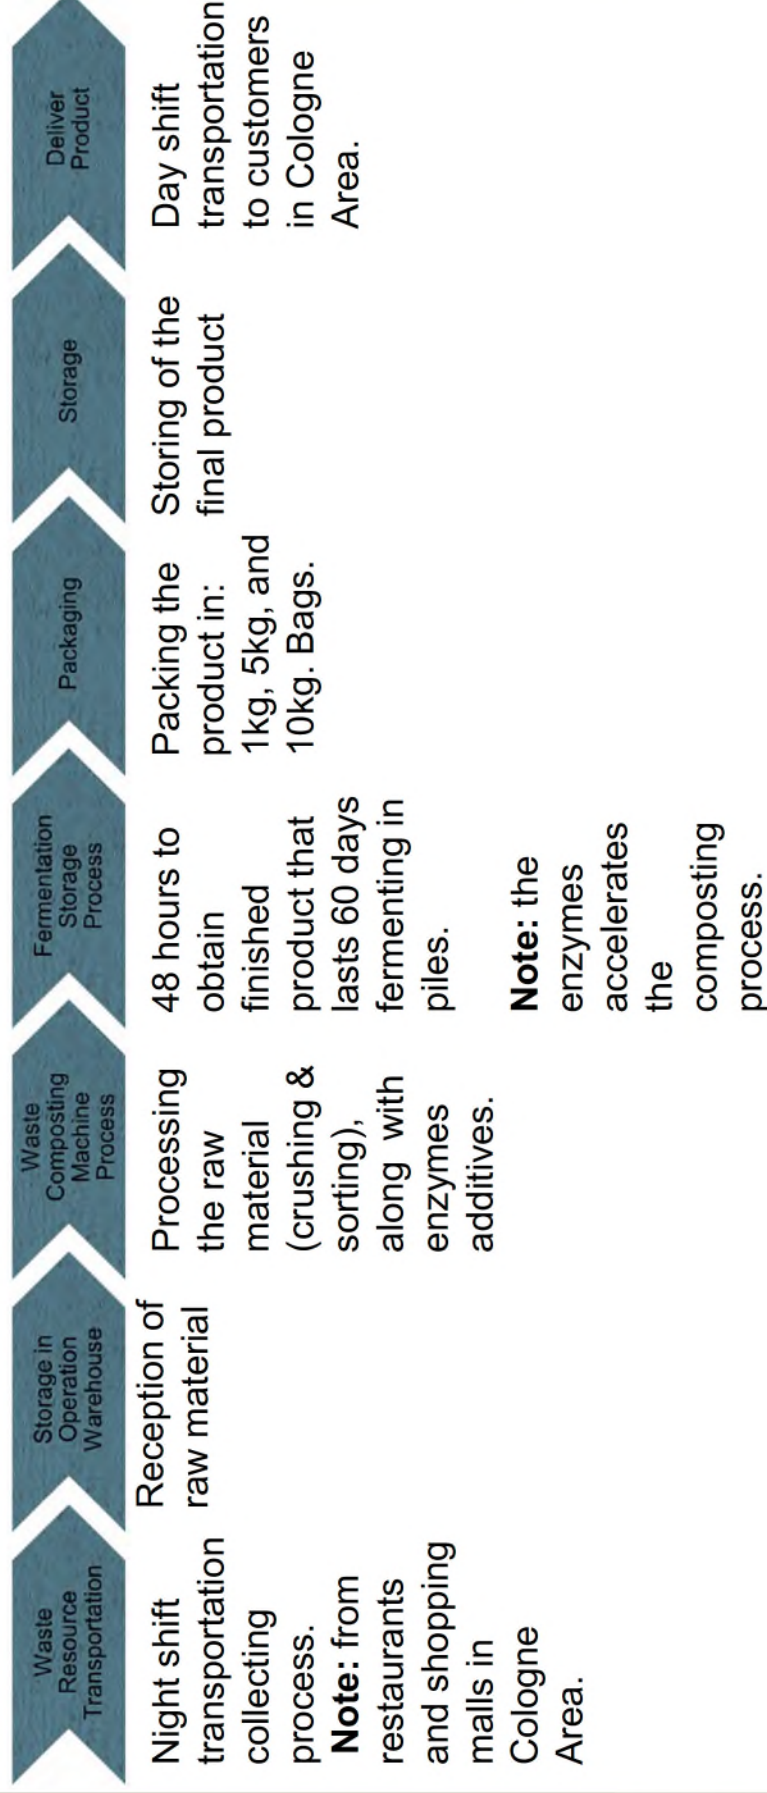 Waste
Resource
Transportation
Night shift
transportation
collecting
process.
Note: from
restaurants
and shopping
malls in
Cologne
Area.
Storage in
Operation
Warehouse
Reception of
raw material
Waste
Composting
Machine
Process
Processing
the raw
material
(crushing &
sorting),
along with
enzymes
additives.
Fermentation
Storage
Process
48 hours to
obtain
finished
product that
lasts 60 days
fermenting in
piles.
Note: the
enzymes
accelerates
the
composting
process.
Packaging
Packing the
product in:
1kg, 5kg, and
10kg. Bags.
Storage
Storing of the
final product
Deliver
Product
Day shift
transportation
to customers
in Cologne
Area.